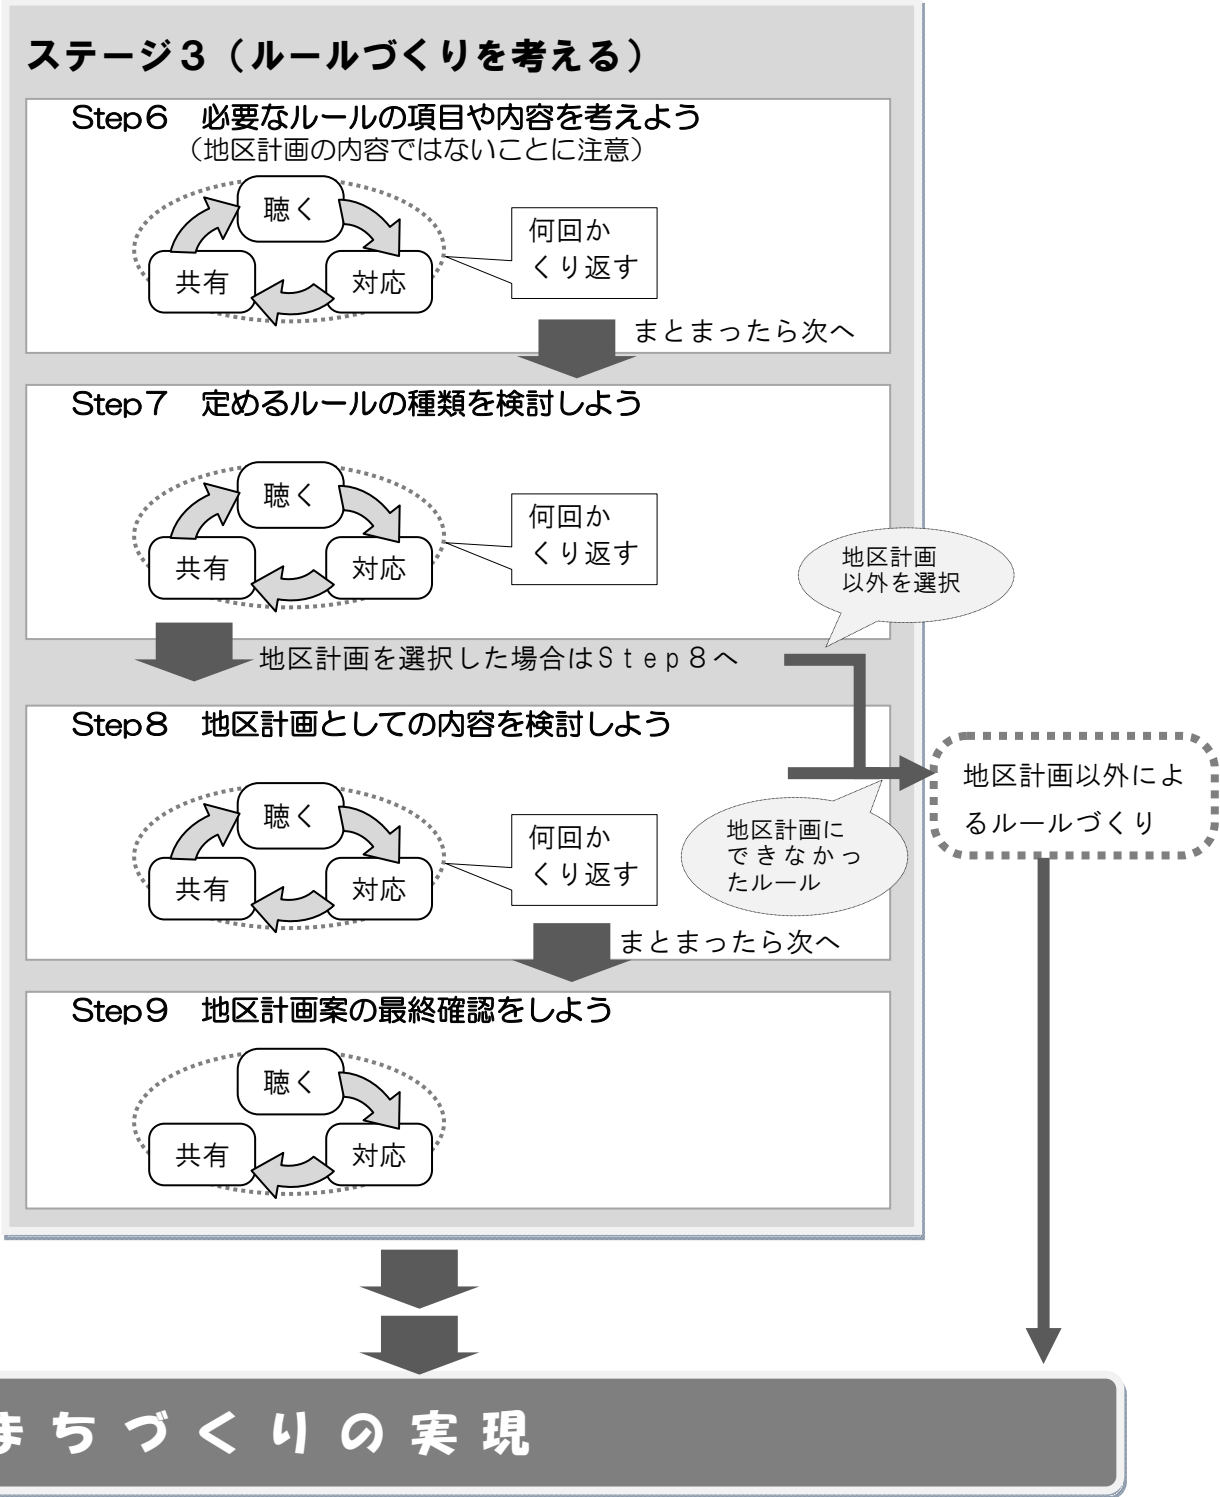 ステージ３（ルールづくりを考える）
Step６　必要なルールの項目や内容を考えよう
（地区計画の内容ではないことに注意）
聴く
共有
対応
何回か
くり返す
まとまったら次へ
Step７　定めるルールの種類を検討しよう
聴く
共有
対応
何回か
くり返す
地区計画
以外を選択
地区計画を選択した場合はＳｔｅｐ８へ
Step８　地区計画としての内容を検討しよう
聴く
共有
対応
何回か
くり返す
地区計画に
できなかっ
たルール
地区計画以外によ
るルールづくり
まとまったら次へ
Step９　地区計画案の最終確認をしよう
聴く
共有
対応
まちづくりの実現